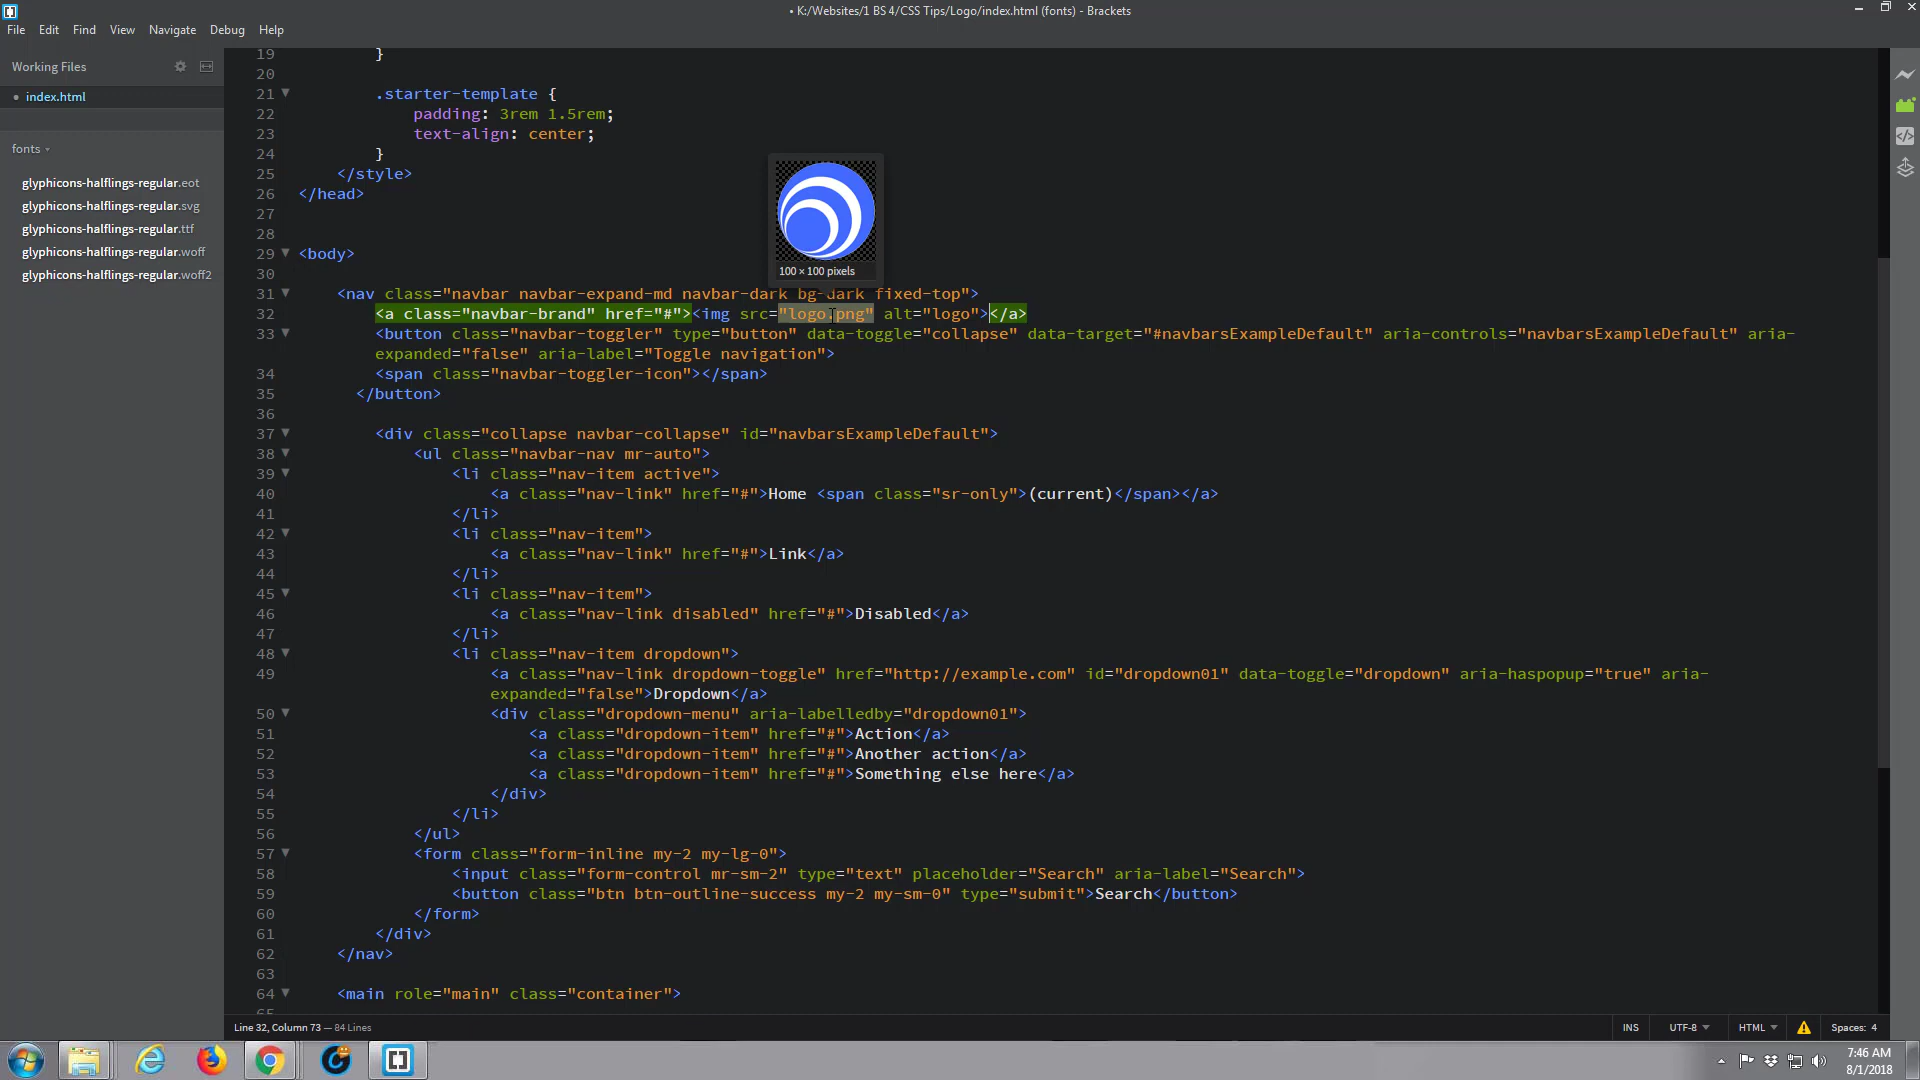 • K:/Websites/1 BS 4/CSS Tips/Logo/index.html (fonts) - Brackets
File Edit Find View Navigate Debug Help
Working Files
index.html
fonts
glyphicons-halflings-regular.eot
glyphicons-halflings-regular.svg
glyphicons-halflings-regular.ttf
glyphicons-halflings-regular.woff
glyphicons-halflings-regular.woff2
19 }
20
21 .starter-template {
22 padding: 3rem 1.5rem;
23 text-align: center;
24 }
25 </style>
26 </head>
27
28
29 <body>
30
100 × 100 pixels
31 <nav class="navbar navbar-expand-md navbar-dark bg-dark fixed-top">
32 <a class="navbar-brand" href="#"><img src="logo.png" alt="logo"></a>
33 <button class="navbar-toggler" type="button" data-toggle="collapse" data-target="#navbarsExampleDefault" aria-controls="navbarsExampleDefault" aria-
expanded="false" aria-label="Toggle navigation">
34 <span class="navbar-toggler-icon"></span>
35 </button>
36
37 <div class="collapse navbar-collapse" id="navbarsExampleDefault">
38 <ul class="navbar-nav mr-auto">
39 <li class="nav-item active">
40 <a class="nav-link" href="#">Home <span class="sr-only">(current)</span></a>
41 </li>
42 <li class="nav-item">
43 <a class="nav-link" href="#">Link</a>
44 </li>
45 <li class="nav-item">
46 <a class="nav-link disabled" href="#">Disabled</a>
47 </li>
48 <li class="nav-item dropdown">
49 <a class="nav-link dropdown-toggle" href="http://example.com" id="dropdown01" data-toggle="dropdown" aria-haspopup="true" aria-
expanded="false">Dropdown</a>
50 <div class="dropdown-menu" aria-labelledby="dropdown01">
51 <a class="dropdown-item" href="#">Action</a>
52 <a class="dropdown-item" href="#">Another action</a>
53 <a class="dropdown-item" href="#">Something else here</a>
54 </div>
55 </li>
56 </ul>
57 <form class="form-inline my-2 my-lg-0">
58 <input class="form-control mr-sm-2" type="text" placeholder="Search" aria-label="Search">
59 <button class="btn btn-outline-success my-2 my-sm-0" type="submit">Search</button>
60 </form>
61 </div>
62 </nav>
63
64 <main role="main" class="container">
65
Line 32, Column 73 — 84 Lines
INS UTF-8 HTML Spaces: 4
7:46 AM
8/1/2018